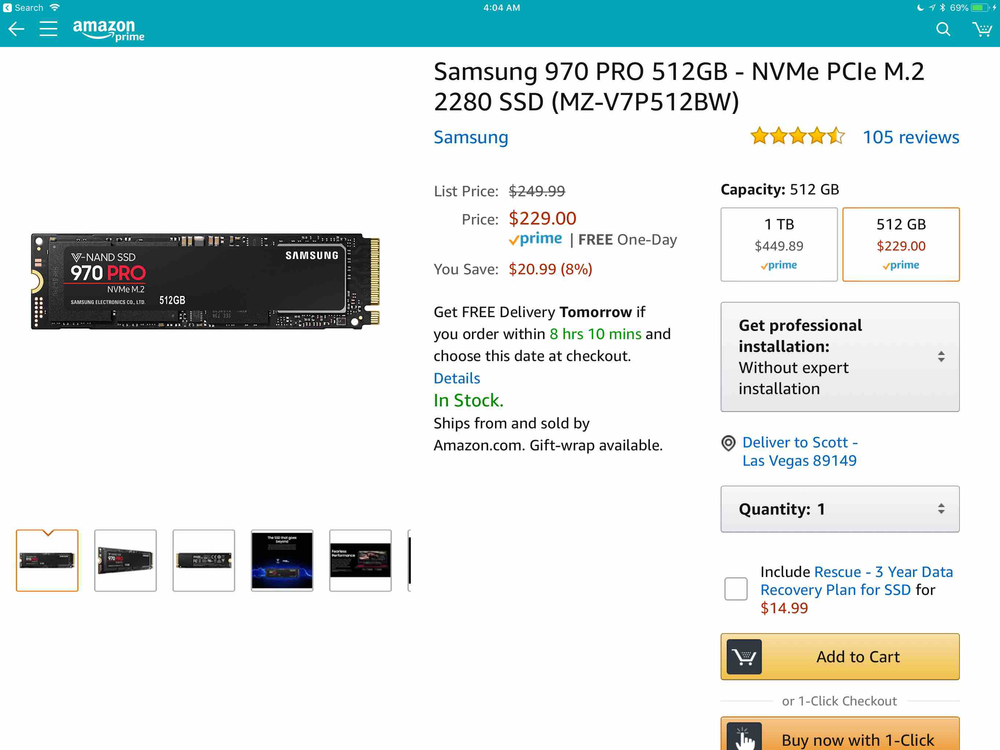 Search
4:04 AM
69%
amazon
prime
Samsung 970 PRO 512GB - NVMe PCIe M.2
2280 SSD (MZ-V7P512BW)
Samsung
105 reviews
List Price: $249.99
Price: $229.00
prime | FREE One-Day
You Save: $20.99 (8%)
Get FREE Delivery Tomorrow if
you order within 8 hrs 10 mins and
choose this date at checkout.
Details
In Stock.
Ships from and sold by
Amazon.com. Gift-wrap available.
Capacity: 512 GB
1 TB
$449.89
prime
512 GB
$229.00
prime
Get professional
installation:
Without expert
installation
Deliver to Scott -
Las Vegas 89149
Quantity: 1
Include Rescue - 3 Year Data
Recovery Plan for SSD for
$14.99
Add to Cart
or 1-Click Checkout
Buy now with 1-Click
V-NAND SSD
970 PRO
NVMe M.2
SAMSUNG ELECTRONICS CO., LTD.
512GB
SAMSUNG